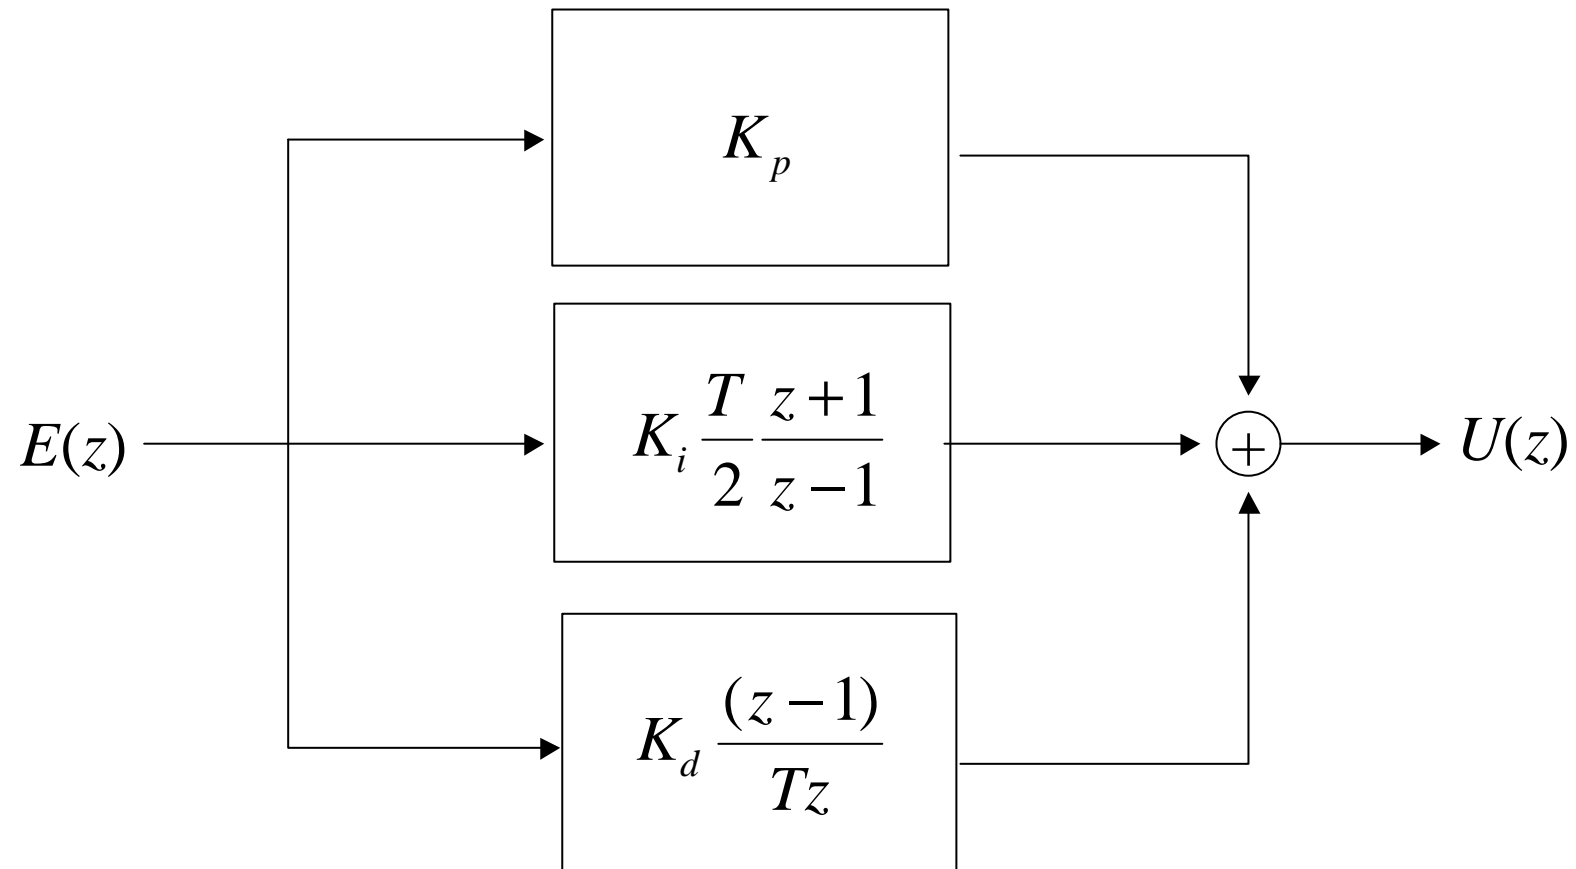 K_p
E(z)
K_i T/2 (z+1)/(z−1)
+
U(z)
K_d (z−1)/Tz